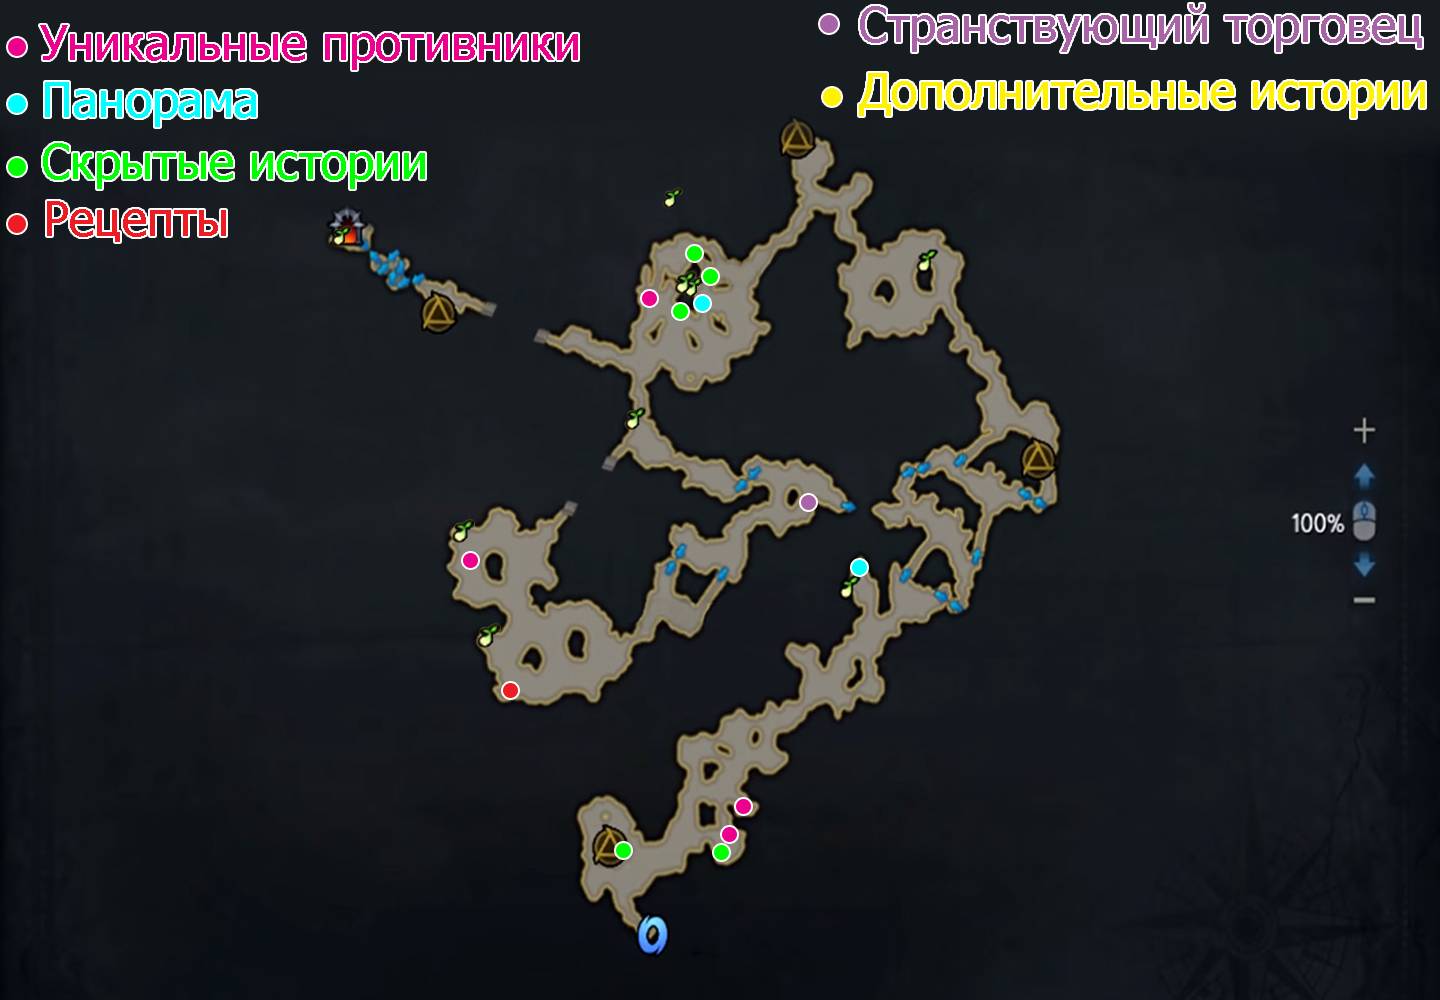 Уникальные противники
Панорама
Скрытые истории
Рецепты
Странствующий торговец
Дополнительные истории
100%